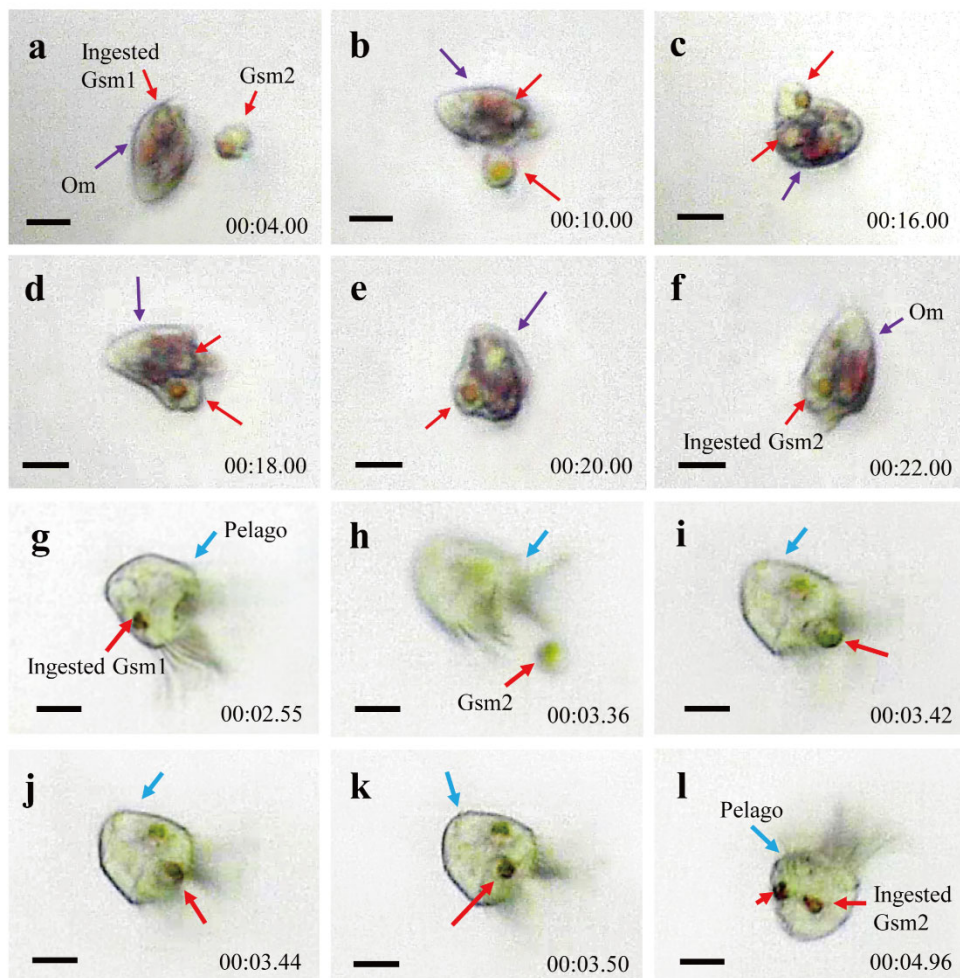 a
Ingested
Gsm1
Gsm2
Om
00:04.00
b
00:10.00
c
00:16.00
d
00:18.00
e
00:20.00
f
Om
Ingested Gsm2
00:22.00
g
Pelago
Ingested Gsm1
00:02.55
h
Gsm2
00:03.36
i
00:03.42
j
00:03.44
k
00:03.50
l
Pelago
Ingested
Gsm2
00:04.96